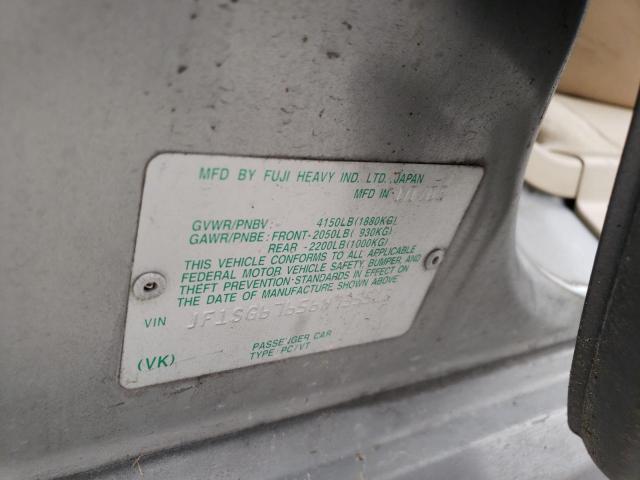 MFD BY FUJI HEAVY IND. LTD. JAPAN
MFD IN
GVWR/PNBV : 4150LB(1880KG)
GAWR/PNBE: FRONT-2050LB( 930KG)
REAR -2200LB(1000KG)
THIS VEHICLE CONFORMS TO ALL APPLICABLE
FEDERAL MOTOR VEHICLE SAFETY, BUMPER, AND
THEFT PREVENTION STANDARDS IN EFFECT ON
THE DATE OF MANUFACTURE SHOWN ABOVE
VIN
(VK)
PASSENGER CAR
TYPE: PC/VT